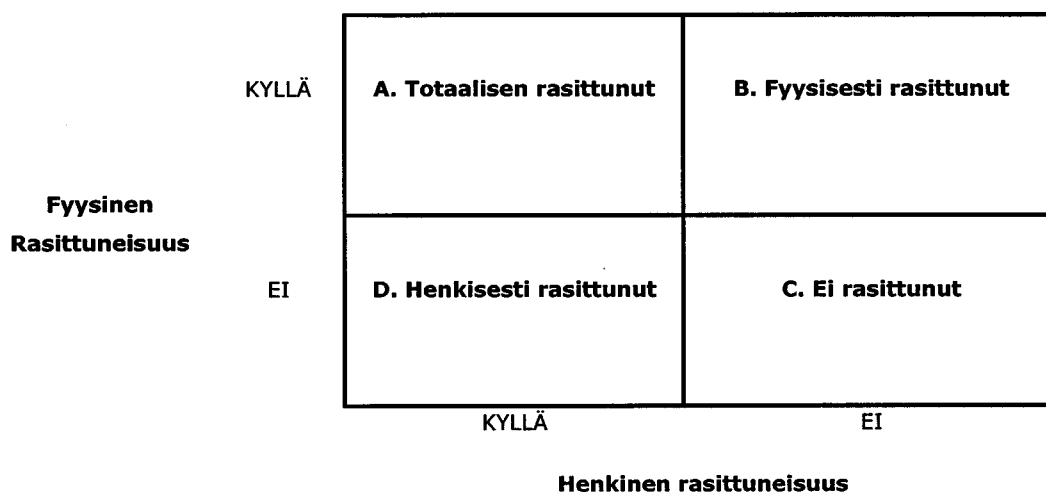 KYLLÄ
A. Totaalisen rasittunut
B. Fyysisesti rasittunut
Fyysinen
Rasittuneisuus
EI
D. Henkisesti rasittunut
C. Ei rasittunut
KYLLÄ
EI
Henkinen rasittuneisuus